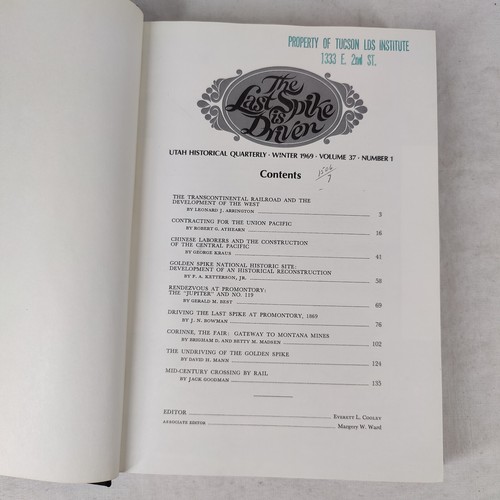 PROPERTY OF TUCSON LDS INSTITUTE
1333 E. 2nd ST.
The
Last Spike
is
Driven
UTAH HISTORICAL QUARTERLY · WINTER 1969 · VOLUME 37 · NUMBER 1
Contents
THE TRANSCONTINENTAL RAILROAD AND THE
DEVELOPMENT OF THE WEST
BY LEONARD J. ARRINGTON 3
CONTRACTING FOR THE UNION PACIFIC
BY ROBERT G. ATHEARN 16
CHINESE LABORERS AND THE CONSTRUCTION
OF THE CENTRAL PACIFIC
BY GEORGE KRAUS 41
GOLDEN SPIKE NATIONAL HISTORIC SITE:
DEVELOPMENT OF AN HISTORICAL RECONSTRUCTION
BY F. A. KETTERSON, JR. 58
RENDEZVOUS AT PROMONTORY:
THE "JUPITER" AND NO. 119
BY GERALD M. BEST 69
DRIVING THE LAST SPIKE AT PROMONTORY, 1869
BY J. N. BOWMAN 76
CORINNE, THE FAIR: GATEWAY TO MONTANA MINES
BY BRIGHAM D. AND BETTY M. MADSEN 102
THE UNDRIVING OF THE GOLDEN SPIKE
BY DAVID H. MANN 124
MID-CENTURY CROSSING BY RAIL
BY JACK GOODMAN 135
EDITOR Everett L. Cooley
ASSOCIATE EDITOR Margery W. Ward